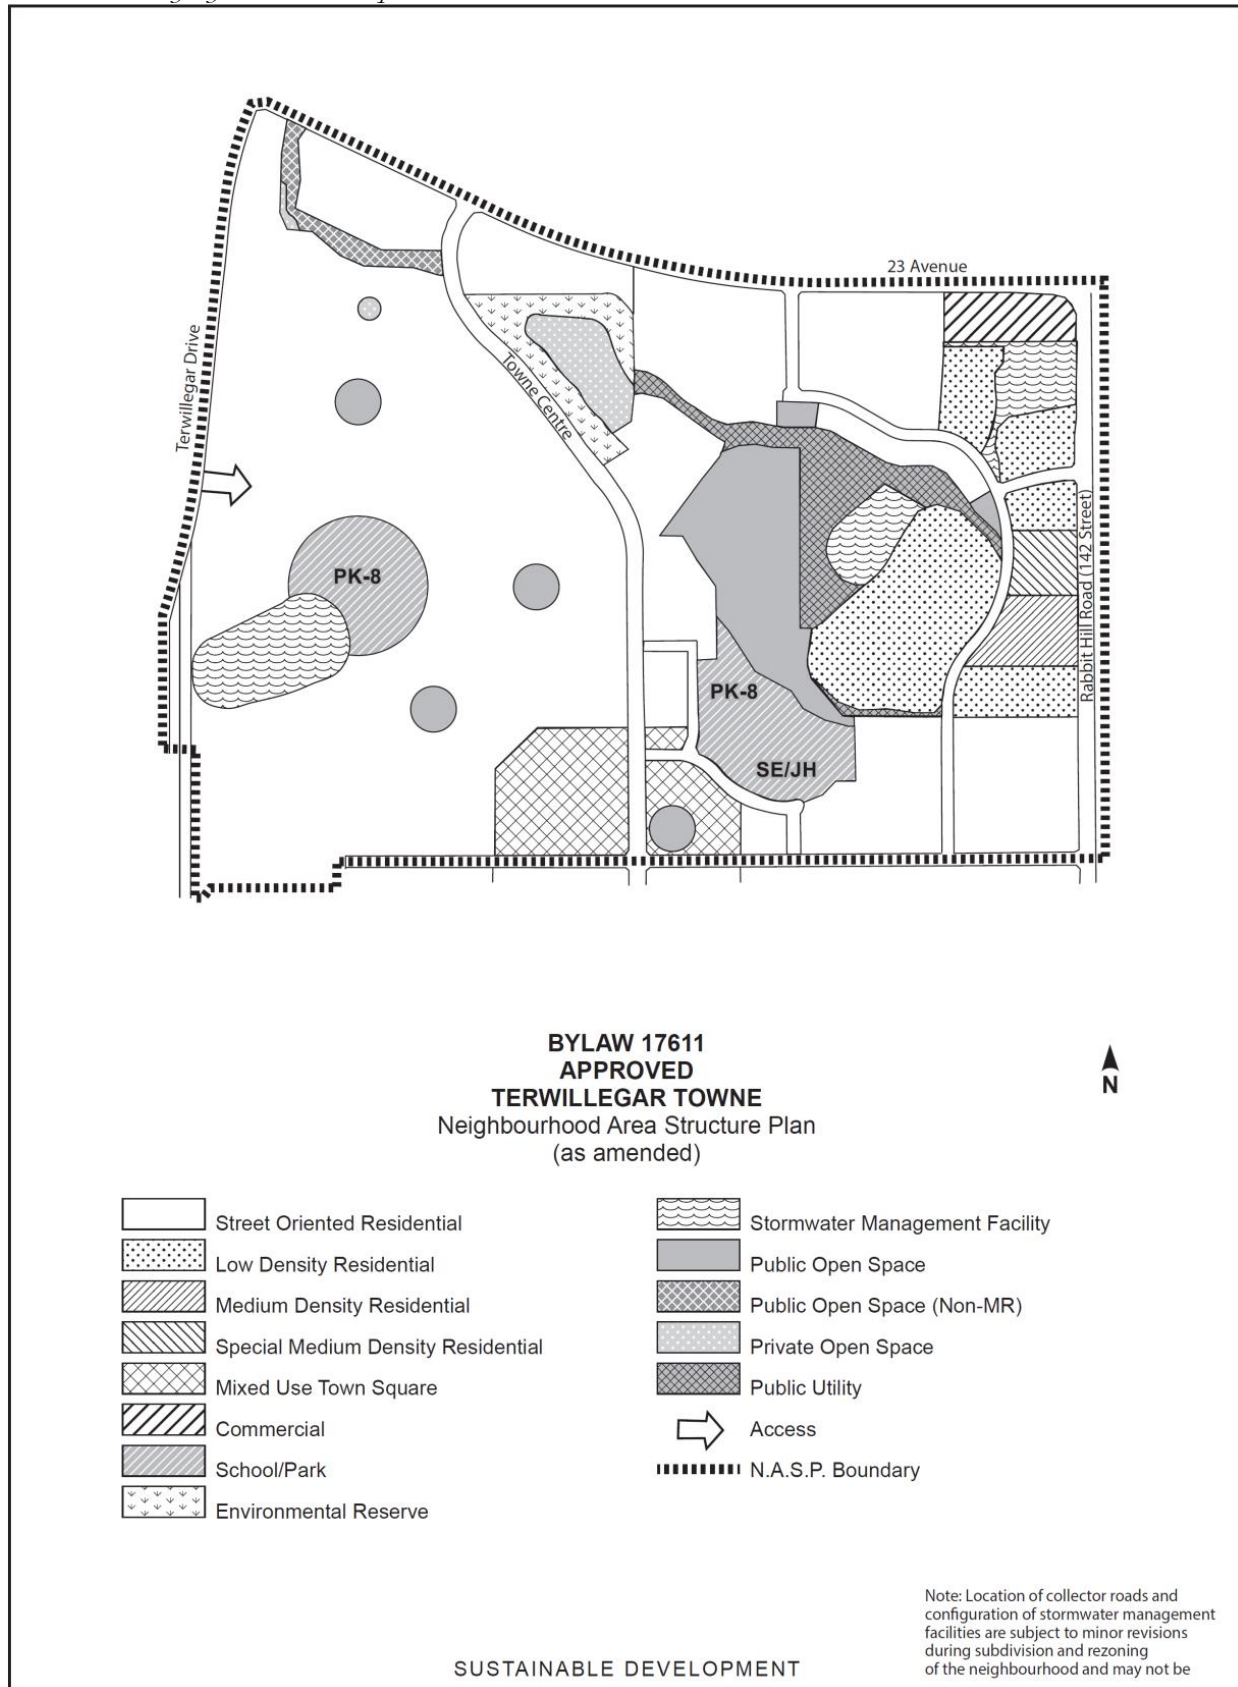 23 Avenue
Terwillegar Drive
Towne Centre
Rabbit Hill Road (142 Street)
PK-8
PK-8
SE/JH
BYLAW 17611
APPROVED
TERWILLEGAR TOWNE
Neighbourhood Area Structure Plan
(as amended)
N
Street Oriented Residential
Low Density Residential
Medium Density Residential
Special Medium Density Residential
Mixed Use Town Square
Commercial
School/Park
Environmental Reserve
Stormwater Management Facility
Public Open Space
Public Open Space (Non-MR)
Private Open Space
Public Utility
Access
N.A.S.P. Boundary
Note: Location of collector roads and
configuration of stormwater management
facilities are subject to minor revisions
during subdivision and rezoning
of the neighbourhood and may not be
SUSTAINABLE DEVELOPMENT